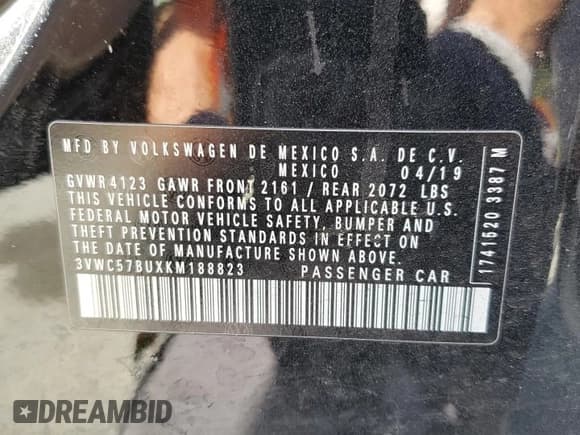 MFD BY VOLKSWAGEN DE MEXICO S.A. DE C.V.
MEXICO 04/19
GVWR 4123 GAWR FRONT 2161 / REAR 2072 LBS
THIS VEHICLE CONFORMS TO ALL APPLICABLE U.S.
FEDERAL MOTOR VEHICLE SAFETY, BUMPER AND
THEFT PREVENTION STANDARDS IN EFFECT ON
THE DATE OF MANUFACTURE SHOWN ABOVE.
3VWC57BUXKM188823 PASSENGER CAR
1741520 3387 M
DREAMBID